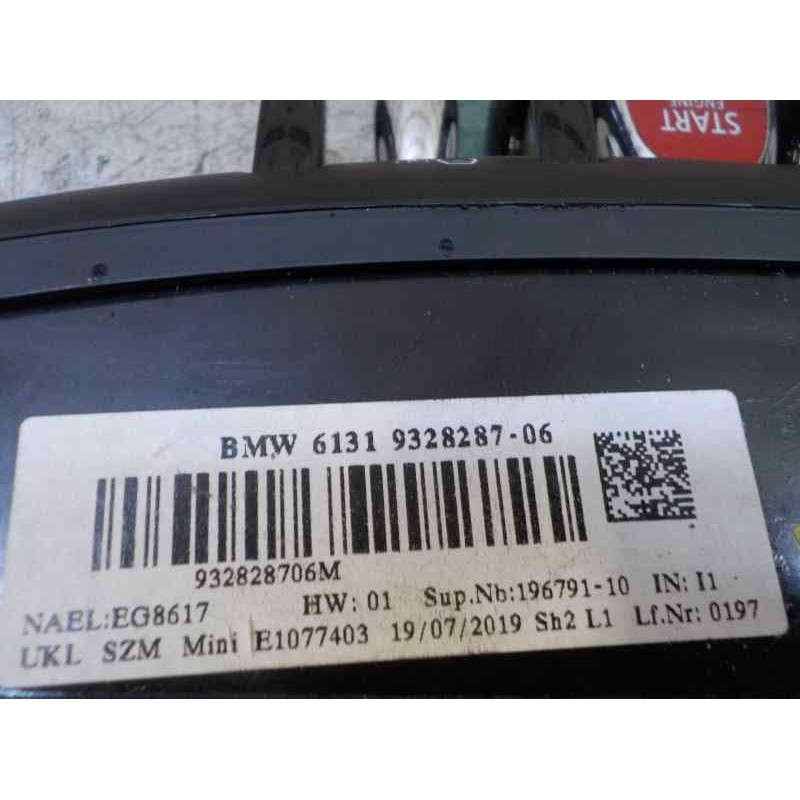 START
ENGINE
BMW 6131 9328287-06
932828706M
NAEL:EG8617 HW: 01 Sup.Nb:196791-10 IN: I1
UKL SZM Mini E1077403 19/07/2019 Sh2 L1 Lf.Nr: 0197